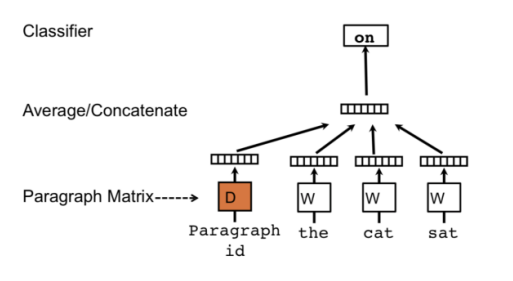 Classifier
on
Average/Concatenate
Paragraph Matrix
D
W
W
W
Paragraph
id
the
cat
sat